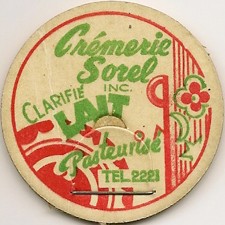 Crémerie
Sorel
INC.
CLARIFIÉ
LAIT
Pasteurisé
TEL. 2221